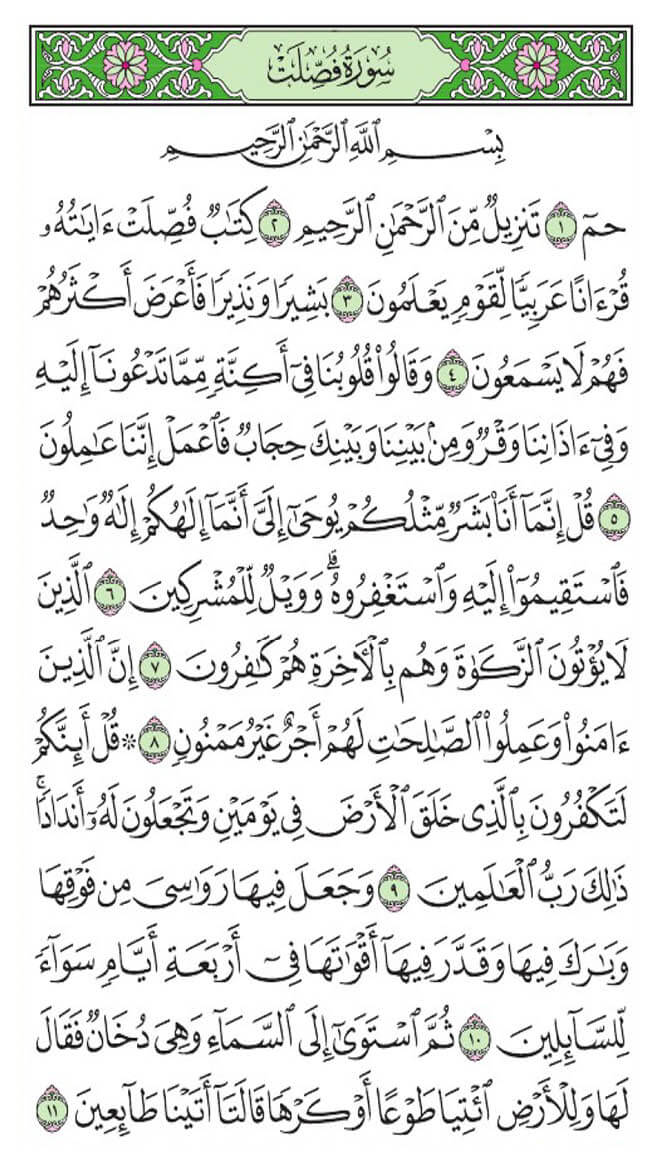 سُورَةُ فُصِّلَتْ
بِسْمِ ٱللَّهِ ٱلرَّحْمَٰنِ ٱلرَّحِيمِ
حمٓ ١ تَنزِيلٌ مِّنَ ٱلرَّحْمَٰنِ ٱلرَّحِيمِ ٢ كِتَٰبٌ فُصِّلَتْ ءَايَٰتُهُۥ
قُرْءَانًا عَرَبِيًّا لِّقَوْمٍ يَعْلَمُونَ ٣ بَشِيرًا وَنَذِيرًا فَأَعْرَضَ أَكْثَرُهُمْ
فَهُمْ لَا يَسْمَعُونَ ٤ وَقَالُوا۟ قُلُوبُنَا فِىٓ أَكِنَّةٍ مِّمَّا تَدْعُونَآ إِلَيْهِ
وَفِىٓ ءَاذَانِنَا وَقْرٌ وَمِنۢ بَيْنِنَا وَبَيْنِكَ حِجَابٌ فَٱعْمَلْ إِنَّنَا عَٰمِلُونَ
٥ قُلْ إِنَّمَآ أَنَا۠ بَشَرٌ مِّثْلُكُمْ يُوحَىٰٓ إِلَىَّ أَنَّمَآ إِلَٰهُكُمْ إِلَٰهٌ وَٰحِدٌ
فَٱسْتَقِيمُوٓا۟ إِلَيْهِ وَٱسْتَغْفِرُوهُ ۗ وَوَيْلٌ لِّلْمُشْرِكِينَ ٦ ٱلَّذِينَ
لَا يُؤْتُونَ ٱلزَّكَوٰةَ وَهُم بِٱلْءَاخِرَةِ هُمْ كَٰفِرُونَ ٧ إِنَّ ٱلَّذِينَ
ءَامَنُوا۟ وَعَمِلُوا۟ ٱلصَّٰلِحَٰتِ لَهُمْ أَجْرٌ غَيْرُ مَمْنُونٍ ٨ * قُلْ أَئِنَّكُمْ
لَتَكْفُرُونَ بِٱلَّذِى خَلَقَ ٱلْأَرْضَ فِى يَوْمَيْنِ وَتَجْعَلُونَ لَهُۥٓ أَندَادًا ۚ
ذَٰلِكَ رَبُّ ٱلْعَٰلَمِينَ ٩ وَجَعَلَ فِيهَا رَوَٰسِىَ مِن فَوْقِهَا
وَبَٰرَكَ فِيهَا وَقَدَّرَ فِيهَآ أَقْوَٰتَهَا فِىٓ أَرْبَعَةِ أَيَّامٍ سَوَآءً
لِّلسَّآئِلِينَ ١٠ ثُمَّ ٱسْتَوَىٰٓ إِلَى ٱلسَّمَآءِ وَهِىَ دُخَانٌ فَقَالَ
لَهَا وَلِلْأَرْضِ ٱئْتِيَا طَوْعًا أَوْ كَرْهًا قَالَتَآ أَتَيْنَا طَآئِعِينَ ١١